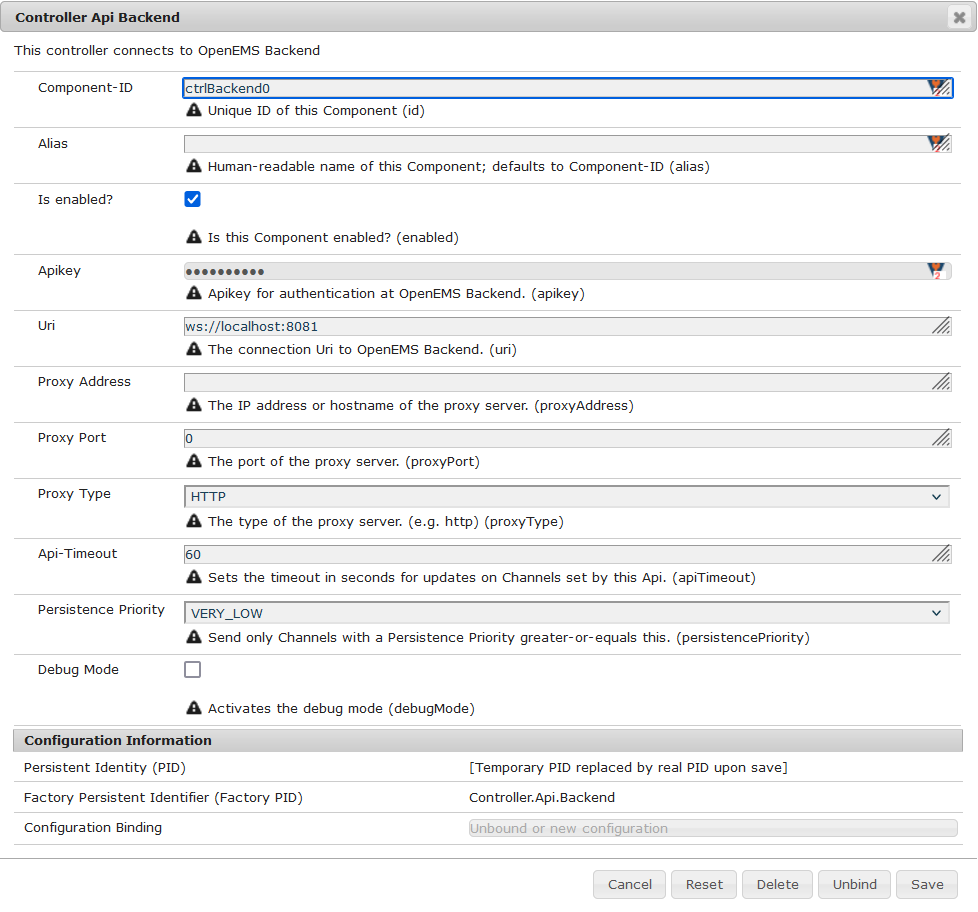 Controller Api Backend
This controller connects to OpenEMS Backend
Component-ID
ctrlBackend0
Unique ID of this Component (id)
Alias
Human-readable name of this Component; defaults to Component-ID (alias)
Is enabled?
Is this Component enabled? (enabled)
Apikey
••••••••••
2
Apikey for authentication at OpenEMS Backend. (apikey)
Uri
ws://localhost:8081
The connection Uri to OpenEMS Backend. (uri)
Proxy Address
The IP address or hostname of the proxy server. (proxyAddress)
Proxy Port
0
The port of the proxy server. (proxyPort)
Proxy Type
HTTP
The type of the proxy server. (e.g. http) (proxyType)
Api-Timeout
60
Sets the timeout in seconds for updates on Channels set by this Api. (apiTimeout)
Persistence Priority
VERY_LOW
Send only Channels with a Persistence Priority greater-or-equals this. (persistencePriority)
Debug Mode
Activates the debug mode (debugMode)
Configuration Information
Persistent Identity (PID)
[Temporary PID replaced by real PID upon save]
Factory Persistent Identifier (Factory PID)
Controller.Api.Backend
Configuration Binding
Unbound or new configuration
Cancel
Reset
Delete
Unbind
Save